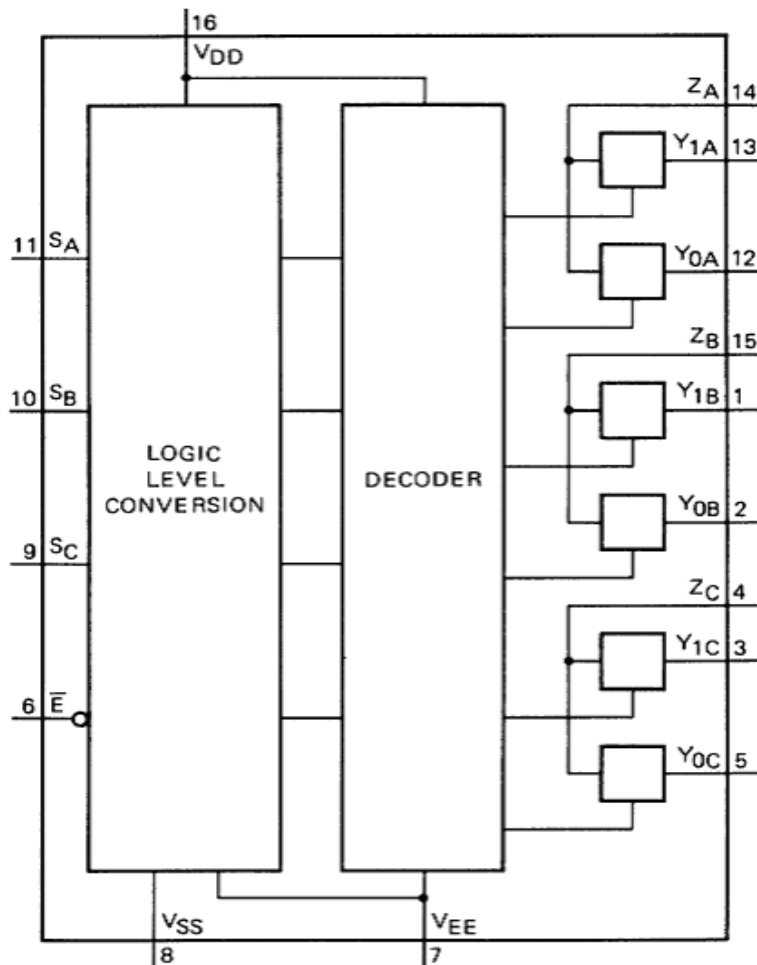 16
VDD
ZA 14
Y1A 13
11 SA
Y0A 12
ZB 15
10 SB
Y1B 1
LOGIC
LEVEL
CONVERSION
DECODER
Y0B 2
9 SC
ZC 4
Y1C 3
6 E̅
Y0C 5
VSS
VEE
8
7